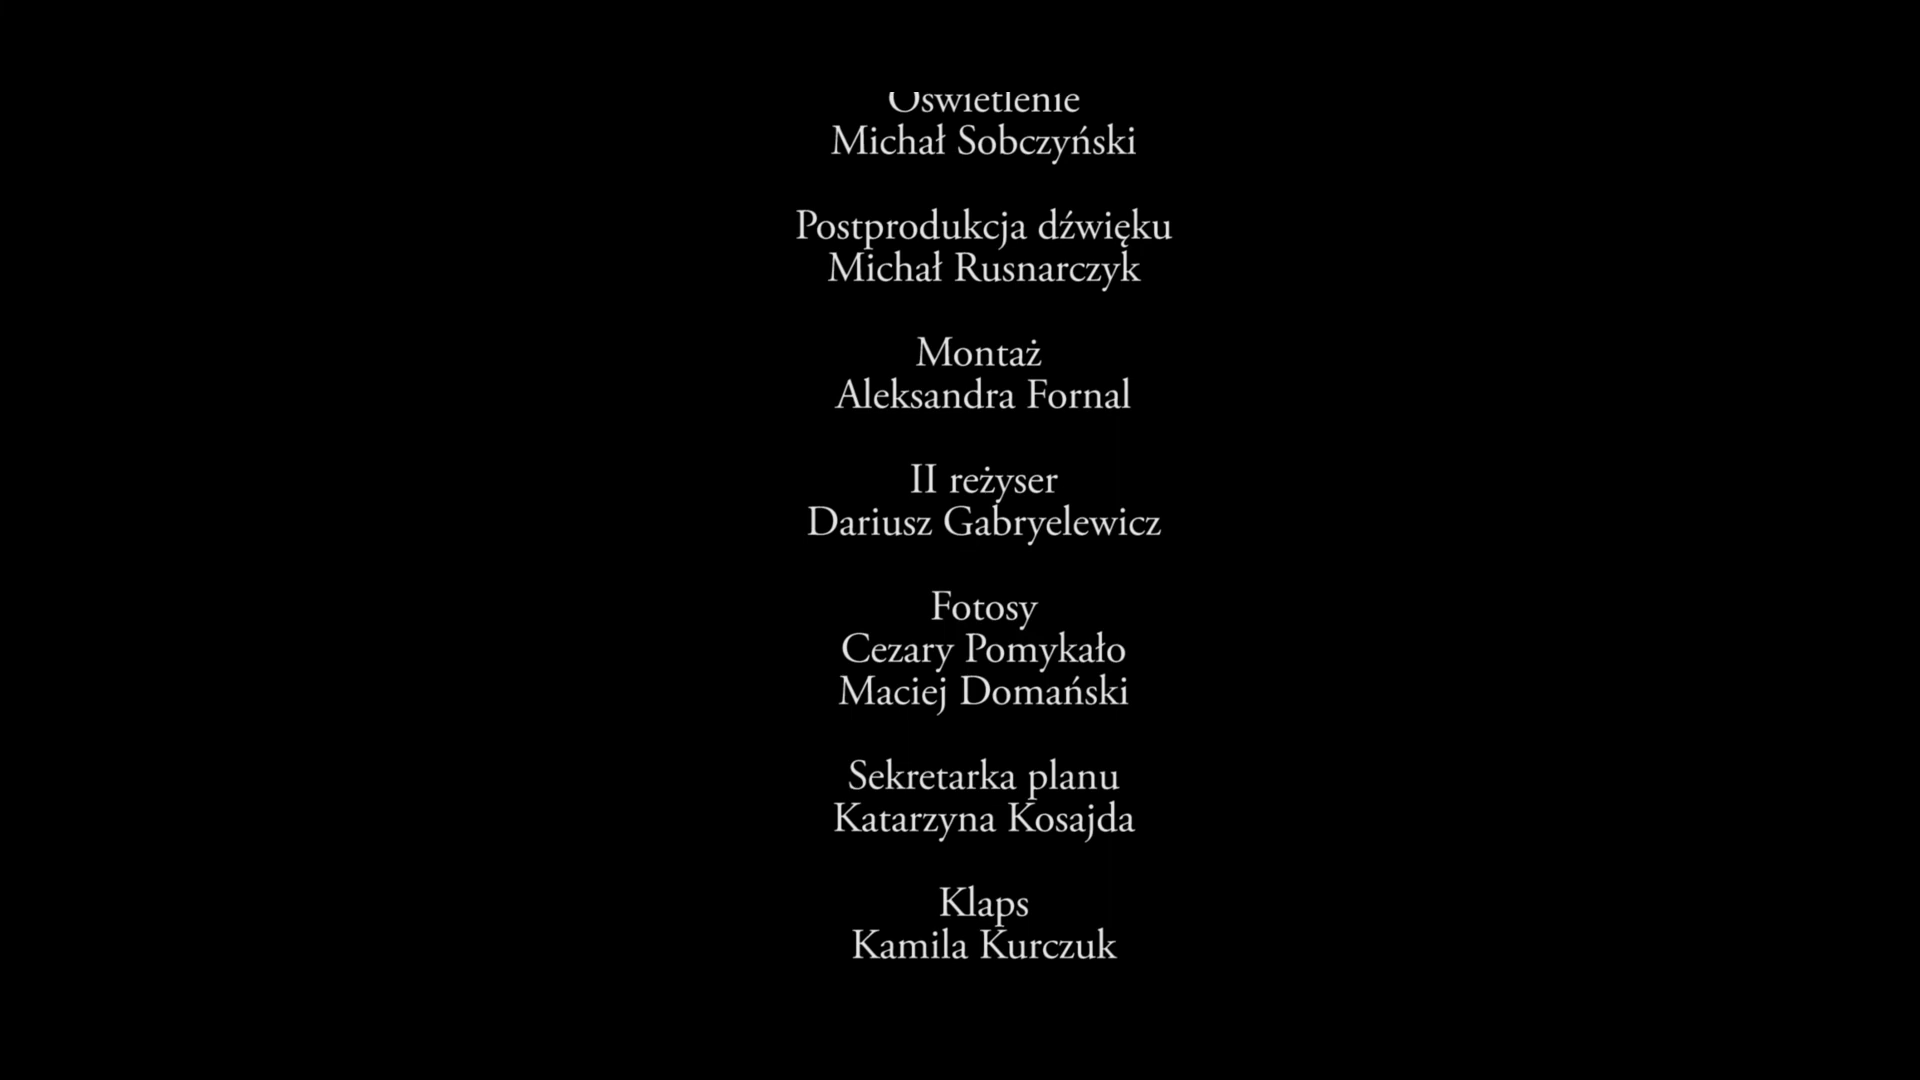 Oświetlenie
Michał Sobczyński
Postprodukcja dźwięku
Michał Rusnarczyk
Montaż
Aleksandra Fornal
II reżyser
Dariusz Gabryelewicz
Fotosy
Cezary Pomykało
Maciej Domański
Sekretarka planu
Katarzyna Kosajda
Klaps
Kamila Kurczuk